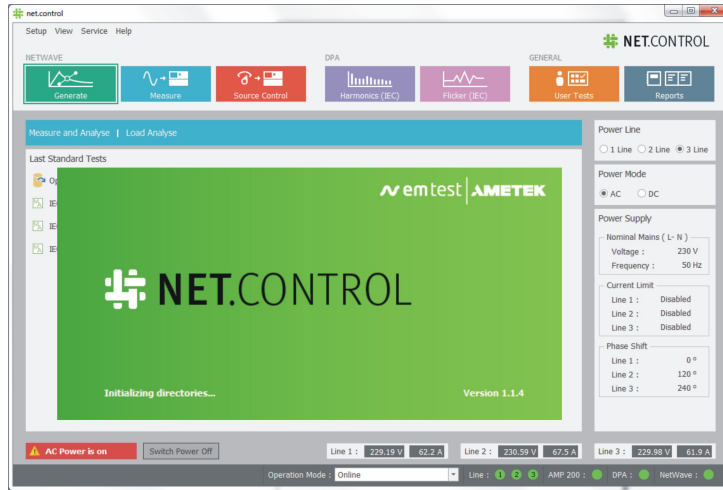 net.control
Setup View Service Help
NET.CONTROL
NETWAVE
DPA
GENERAL
Generate
Measure
Source Control
Harmonics (IEC)
Flicker (IEC)
User Tests
Reports
Measure and Analyse | Load Analyse
Last Standard Tests
Op
IE
IE
IE
emtest AMETEK
NET.CONTROL
Initializing directories...
Version 1.1.4
Power Line
1 Line 2 Line 3 Line
Power Mode
AC DC
Power Supply
Nominal Mains ( L- N )
Voltage : 230 V
Frequency : 50 Hz
Current Limit
Line 1 : Disabled
Line 2 : Disabled
Line 3 : Disabled
Phase Shift
Line 1 : 0 °
Line 2 : 120 °
Line 3 : 240 °
AC Power is on
Switch Power Off
Line 1 : 229.19 V 62.2 A
Line 2 : 230.59 V 67.5 A
Line 3 : 229.98 V 61.9 A
Operation Mode : Online
Line : 1 2 3
AMP 200 :
DPA :
NetWave :